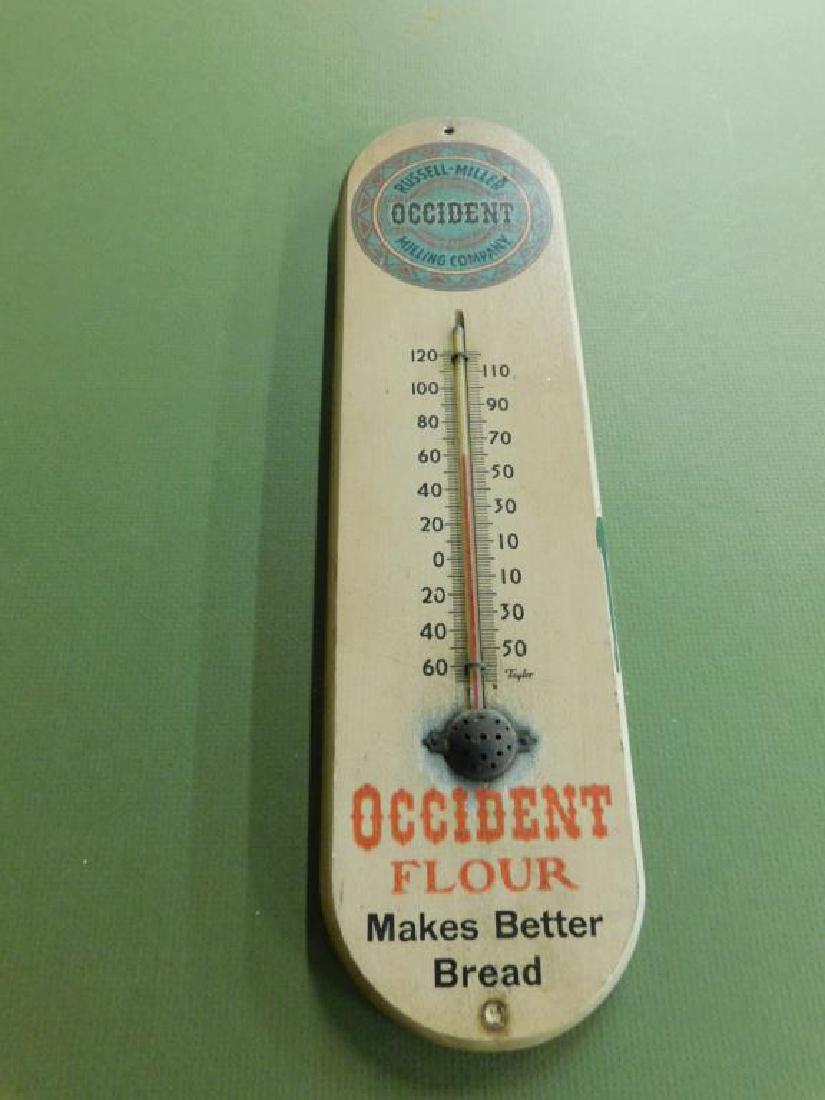 RUSSELL-MILLER
OCCIDENT
MILLING COMPANY
120
110
100
90
80
70
60
50
40
30
20
10
0
10
20
30
40
50
60
Taylor
OCCIDENT
FLOUR
Makes Better
Bread